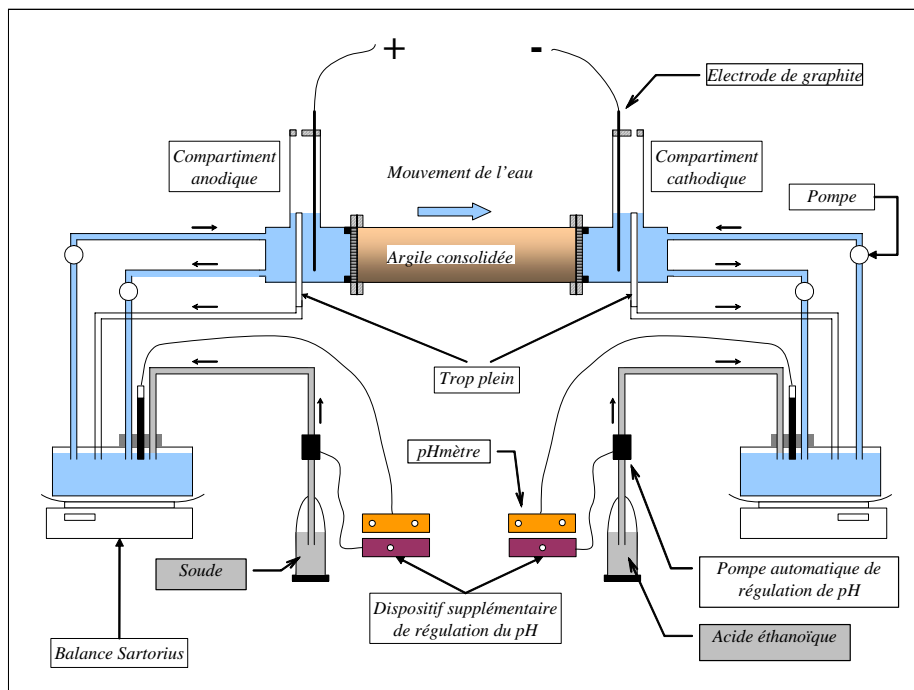 +
-
Electrode de graphite
Compartiment
anodique
Compartiment
cathodique
Mouvement de l'eau
Pompe
Argile consolidée
Trop plein
pHmètre
Soude
Dispositif supplémentaire
de régulation du pH
Pompe automatique de
régulation de pH
Acide éthanoïque
Balance Sartorius